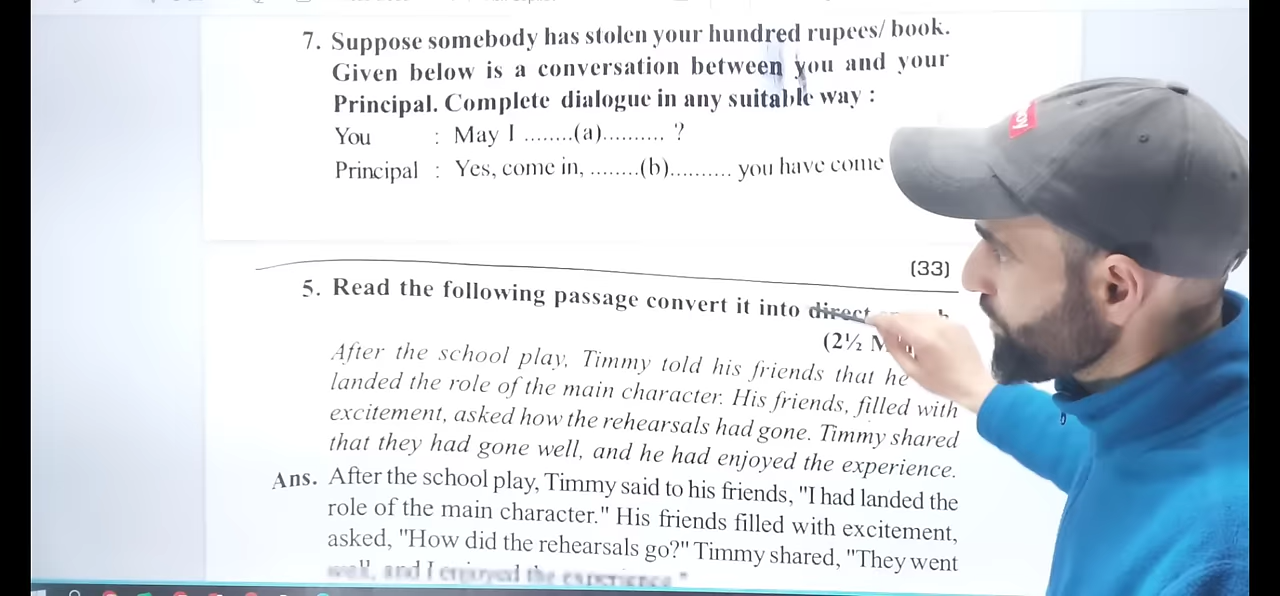 7. Suppose somebody has stolen your hundred rupees/ book.
Given below is a conversation between you and your
Principal. Complete dialogue in any suitable way :
You : May I ........(a).......... ?
Principal : Yes, come in, ........(b).......... you have come
(33)
5. Read the following passage convert it into direct
(2½
After the school play, Timmy told his friends that he
landed the role of the main character. His friends, filled with
excitement, asked how the rehearsals had gone. Timmy shared
that they had gone well, and he had enjoyed the experience.
Ans. After the school play, Timmy said to his friends, "I had landed the
role of the main character." His friends filled with excitement,
asked, "How did the rehearsals go?" Timmy shared, "They went
well, and I enjoyed the experience."